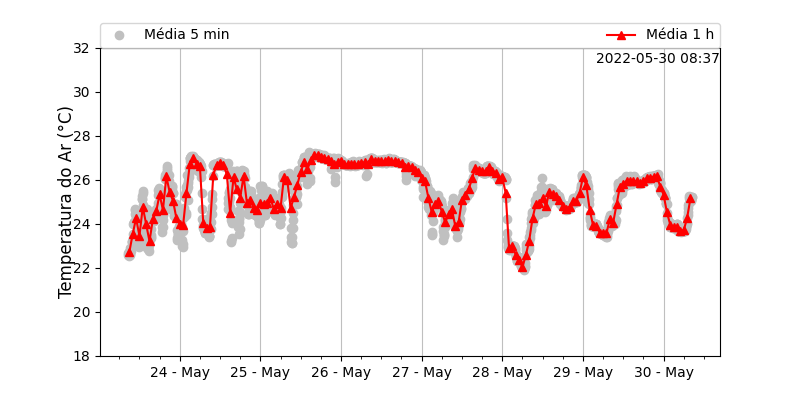 Média 5 min
Média 1 h
2022-05-30 08:37
Temperatura do Ar (°C)
32
30
28
26
24
22
20
18
24 - May
25 - May
26 - May
27 - May
28 - May
29 - May
30 - May